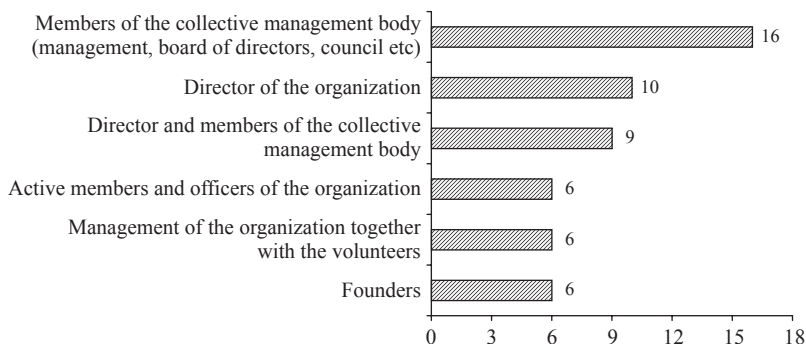 Members of the collective management body
(management, board of directors, council etc)
16
Director of the organization
10
Director and members of the collective
management body
9
Active members and officers of the organization
6
Management of the organization together
with the volunteers
6
Founders
6
0 3 6 9 12 15 18